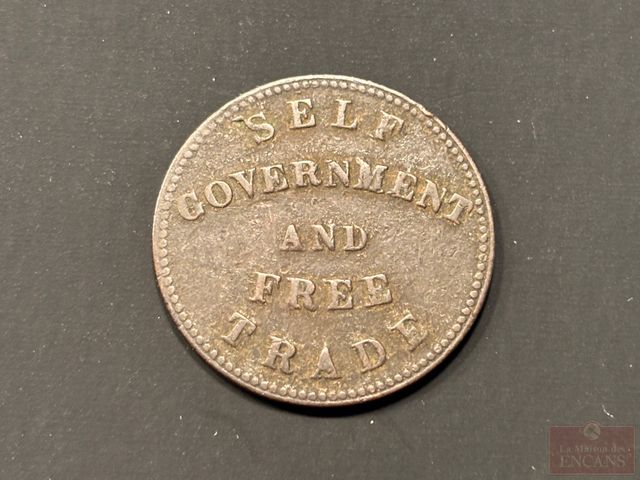 SELF
GOVERNMENT
AND
FREE
TRADE
La Maison des
ENCANS